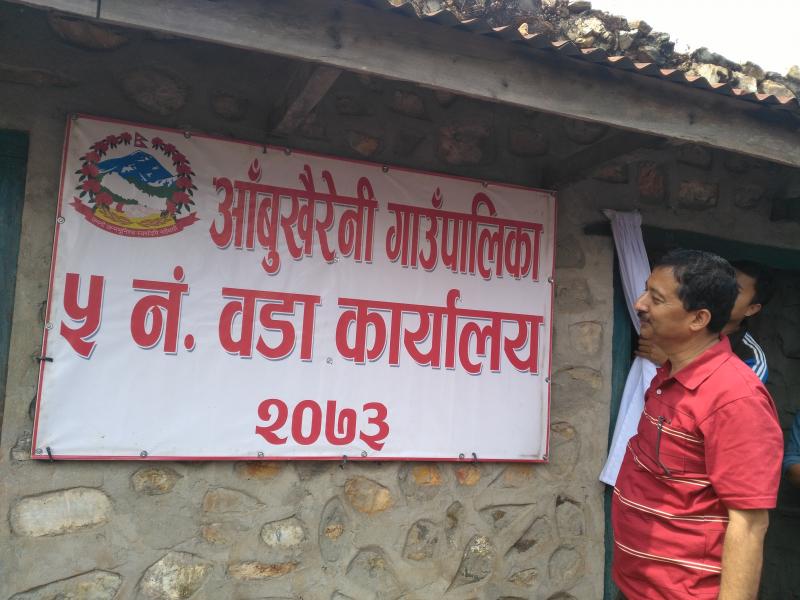 आँबुखैरेनी गाउँपालिका
५ नं. वडा कार्यालय
२०७३